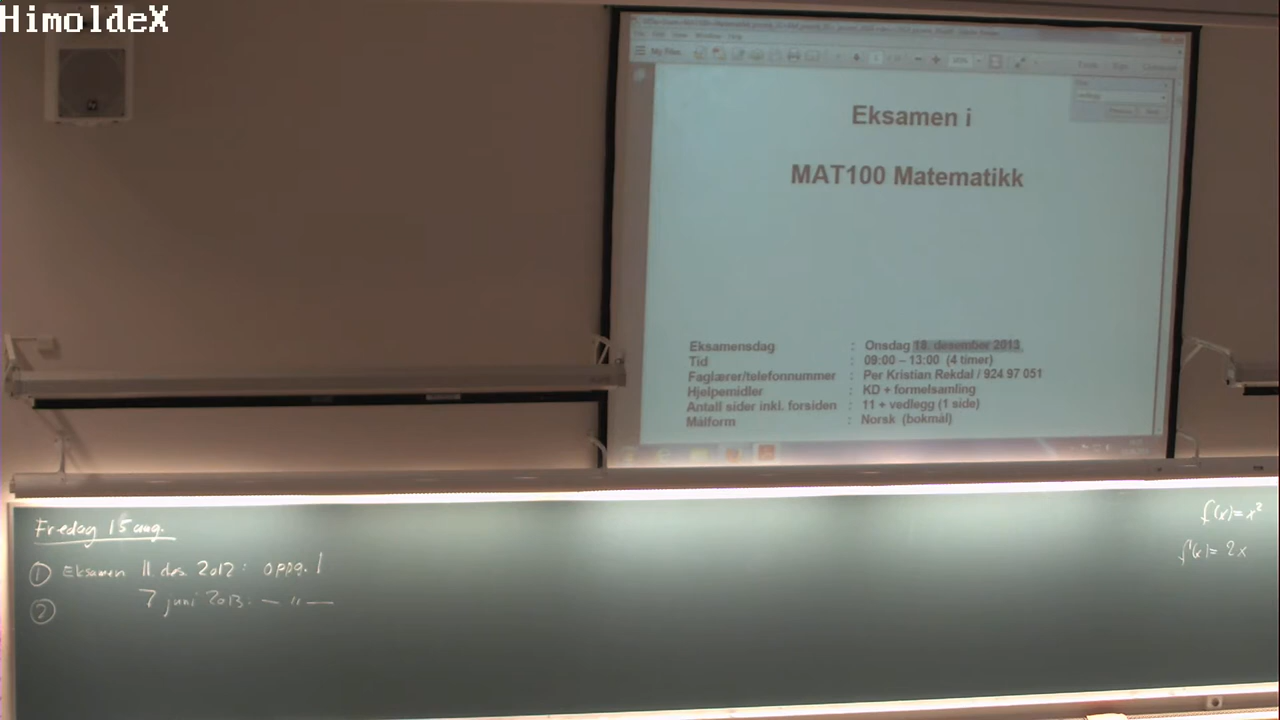 HimoldeX
My Files
Eksamen i
MAT100 Matematikk
Eksamensdag : Onsdag 18. desember 2013
Tid : 09:00 – 13:00 (4 timer)
Faglærer/telefonnummer : Per Kristian Rekdal / 924 97 051
Hjelpemidler : KD + formelsamling
Antall sider inkl. forsiden : 11 + vedlegg (1 side)
Målform : Norsk (bokmål)
Fredag 15 aug.
① Eksamen 11. des. 2012: oppg. 1
② 7 juni 2013 — " —
f(x) = x²
f'(x) = 2x